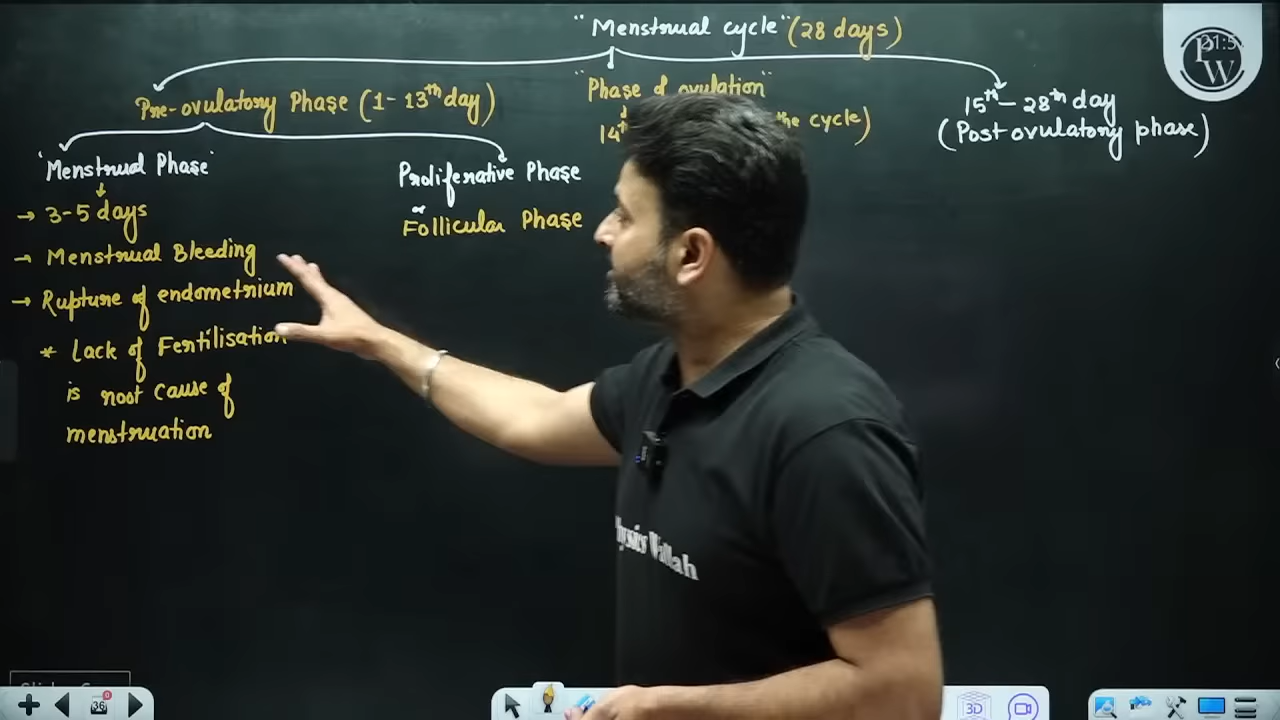 "Menstrual cycle" (28 days)
Pre-ovulatory Phase (1-13th day)
"Phase of ovulation"
14th the cycle)
15th - 28th day
(Post ovulatory phase)
"Menstrual Phase"
→ 3-5 days
→ Menstrual Bleeding
→ Rupture of endometrium
* Lack of Fertilisation
is root cause of
menstruation
Proliferative Phase
or
Follicular Phase
PW
Physics Wallah
36
3D